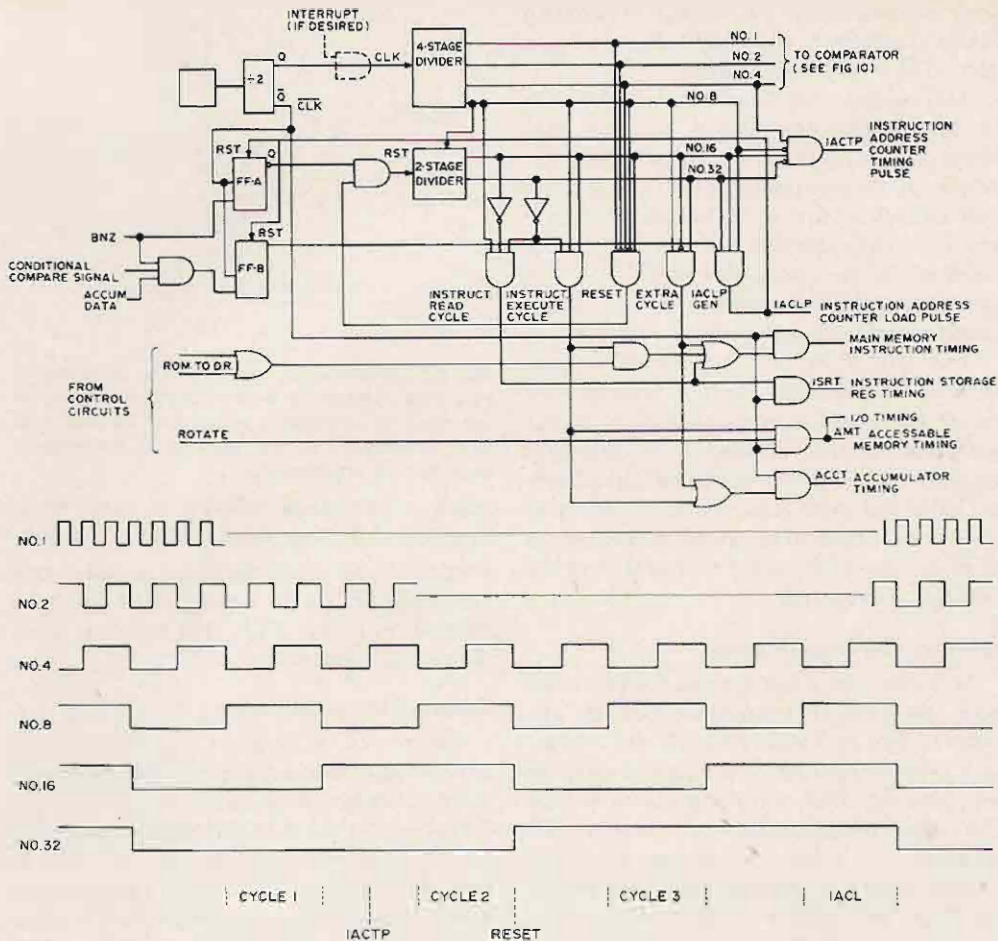 INTERRUPT
(IF DESIRED)
Q
CLK
÷2
Q̅
C̅L̅K̅
4-STAGE
DIVIDER
NO.1
NO.2
NO.4
NO.8
TO COMPARATOR
(SEE FIG 10)
RST
Q
FF-A
RST
2-STAGE
DIVIDER
NO.16
NO.32
IACTP
INSTRUCTION
ADDRESS
COUNTER
TIMING
PULSE
BNZ
RST
FF-B
CONDITIONAL
COMPARE SIGNAL
ACCUM
DATA
INSTRUCT.
READ
CYCLE
INSTRUCT.
EXECUTE
CYCLE
RESET
EXTRA
CYCLE
IACLP
GEN
IACLP
INSTRUCTION ADDRESS
COUNTER LOAD PULSE
MAIN MEMORY
INSTRUCTION TIMING
FROM
CONTROL
CIRCUITS
ROM TO DR.
ROTATE
ISRT
INSTRUCTION STORAGE
REG TIMING
I/O TIMING
AMT
ACCESSABLE
MEMORY TIMING
ACCT
ACCUMULATOR
TIMING
NO.1
NO.2
NO.4
NO.8
NO.16
NO.32
CYCLE 1
CYCLE 2
CYCLE 3
IACL
IACTP
RESET